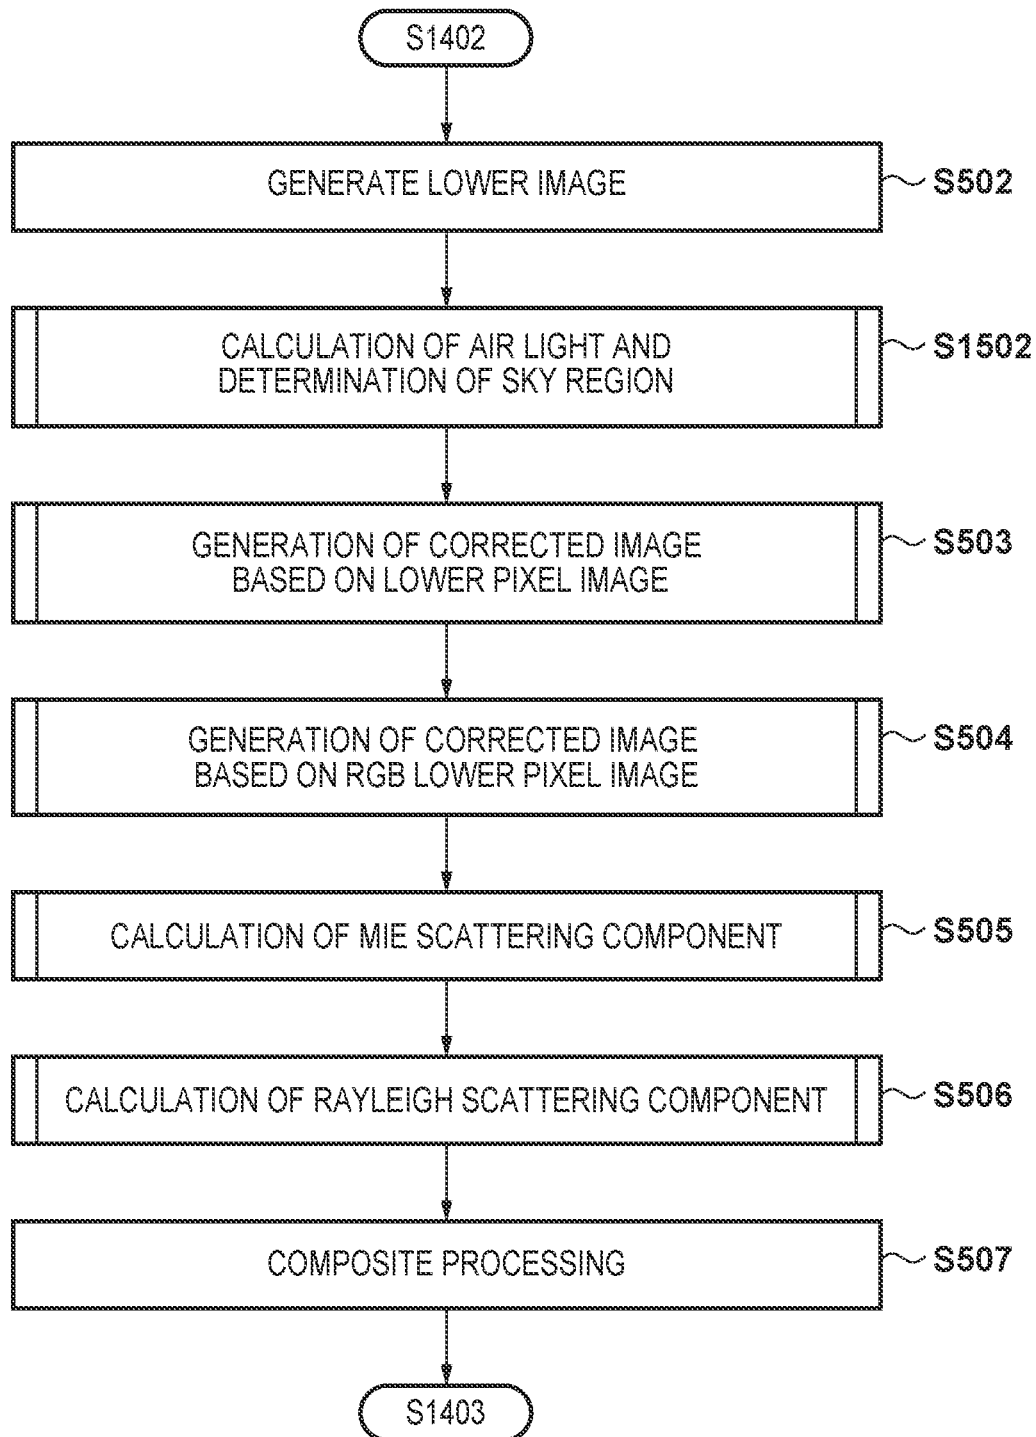 S1402
GENERATE LOWER IMAGE
S502
CALCULATION OF AIR LIGHT AND
DETERMINATION OF SKY REGION
S1502
GENERATION OF CORRECTED IMAGE
BASED ON LOWER PIXEL IMAGE
S503
GENERATION OF CORRECTED IMAGE
BASED ON RGB LOWER PIXEL IMAGE
S504
CALCULATION OF MIE SCATTERING COMPONENT
S505
CALCULATION OF RAYLEIGH SCATTERING COMPONENT
S506
COMPOSITE PROCESSING
S507
S1403